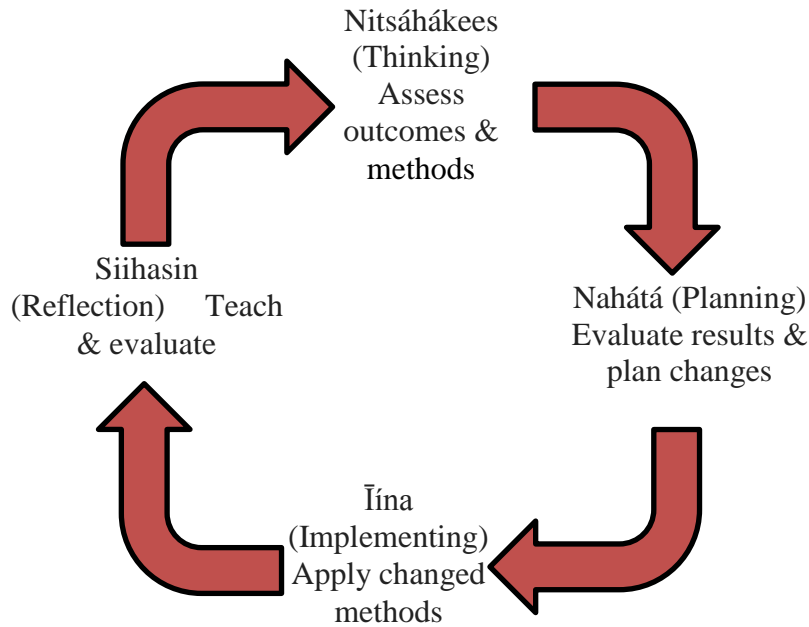 Nitsáhákees
(Thinking)
Assess
outcomes &
methods
Nahátá (Planning)
Evaluate results &
plan changes
Īína
(Implementing)
Apply changed
methods
Siihasin
(Reflection) Teach
& evaluate